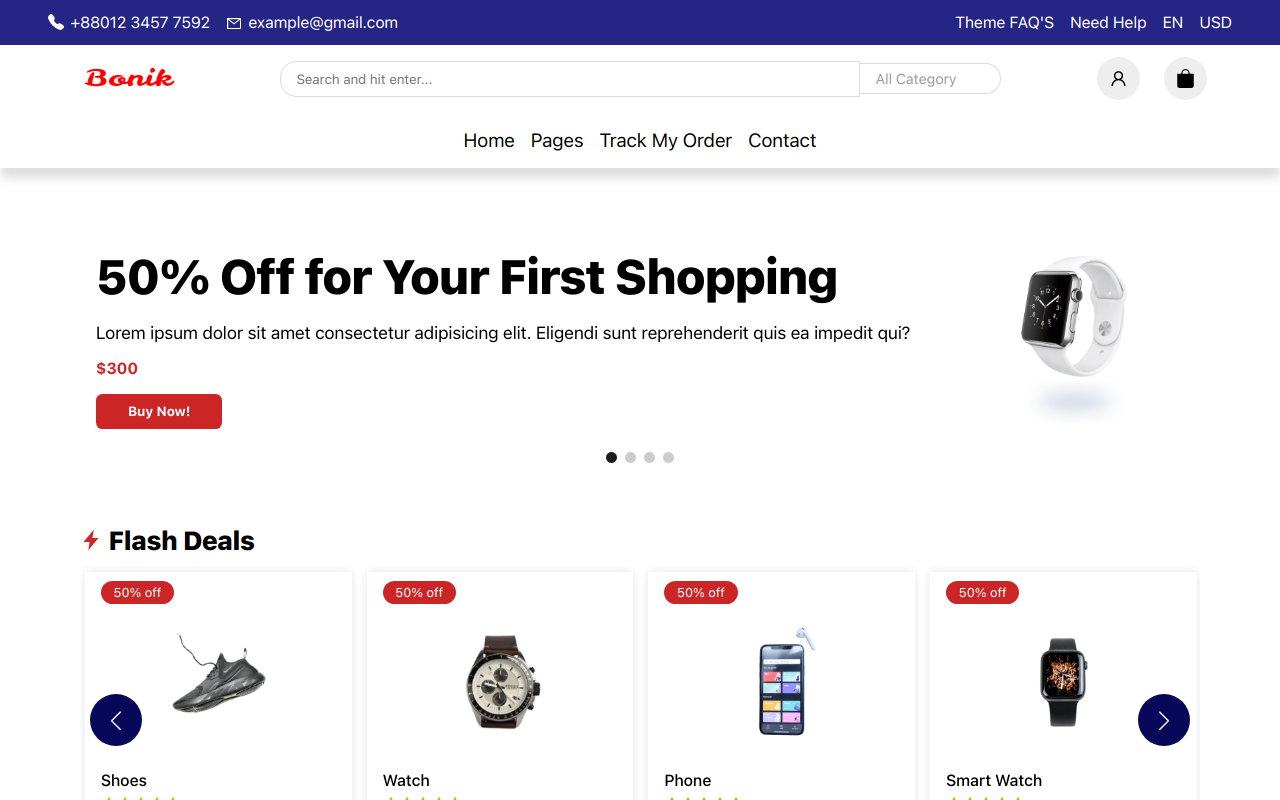 +88012 3457 7592 example@gmail.com Theme FAQ'S Need Help EN USD
Bonik Search and hit enter... All Category
Home Pages Track My Order Contact
50% Off for Your First Shopping
Lorem ipsum dolor sit amet consectetur adipisicing elit. Eligendi sunt reprehenderit quis ea impedit qui?
$300
Buy Now!
Flash Deals
50% off 50% off 50% off 50% off
Shoes Watch Phone Smart Watch